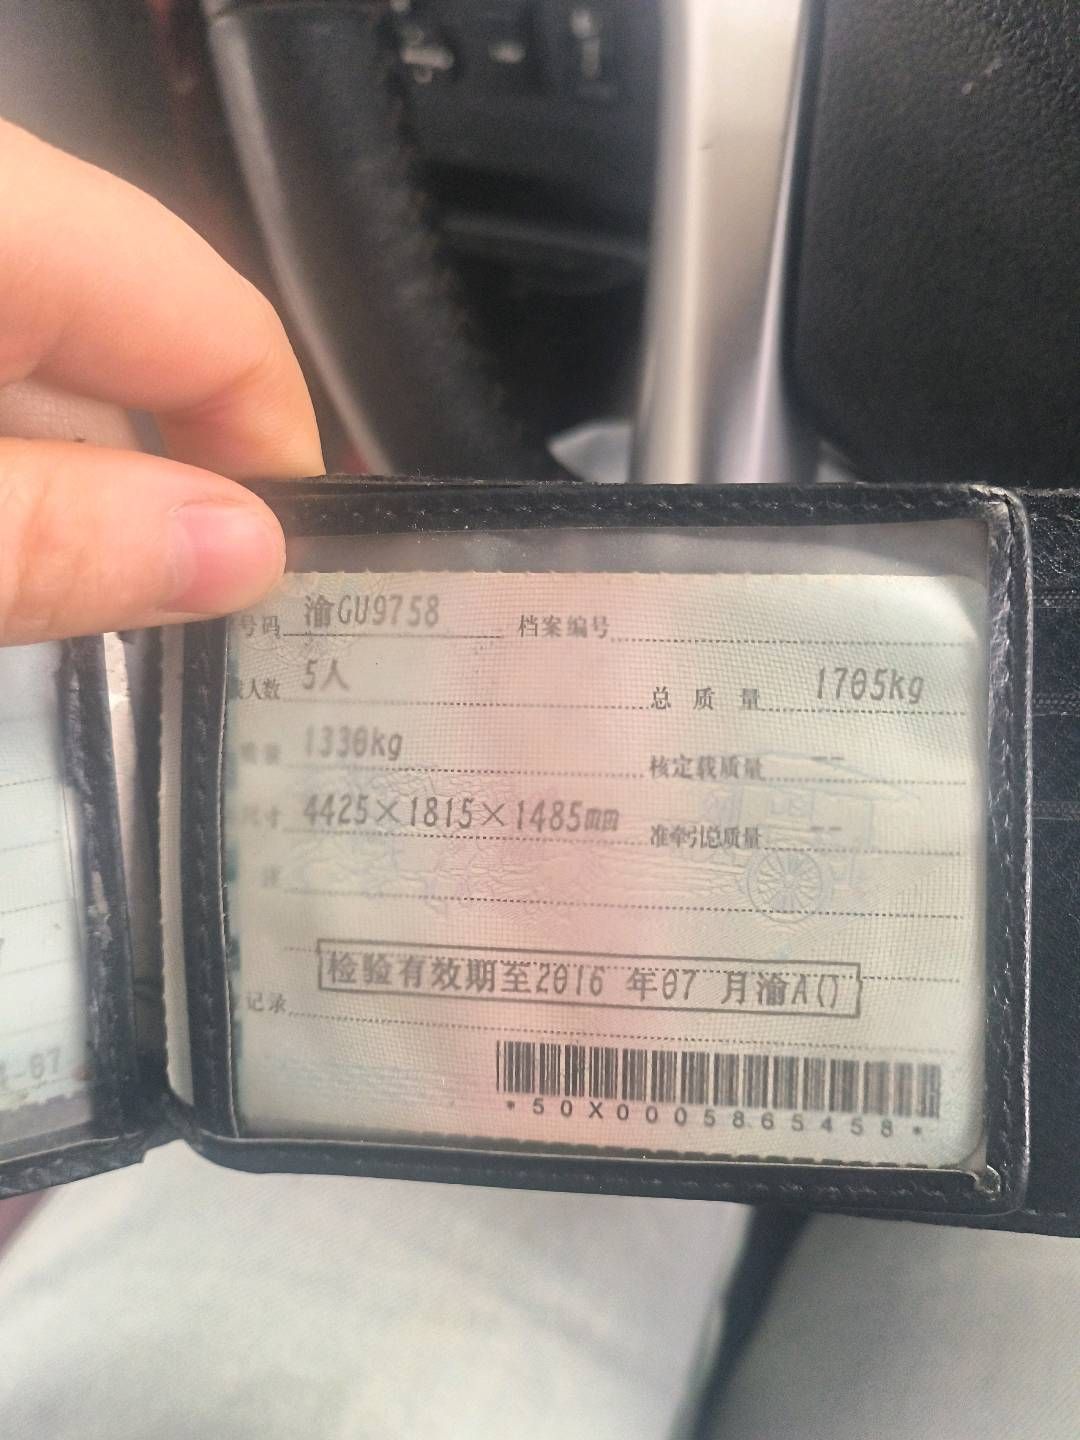 号码 渝GU9758 档案编号
人数 5人 总质量 1705kg
质量 1330kg 核定载质量 --
尺寸 4425×1815×1485mm 准牵引总质量 --
检验有效期至2016年07月渝A()
记录
*50X0005865458*
-07